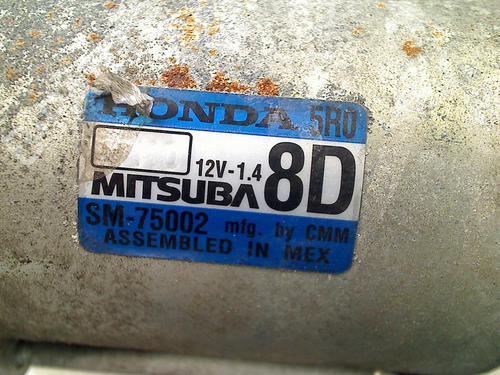 HONDA 5R0
12V-1.4 8D
MITSUBA
SM-75002 mfg. by CMM
ASSEMBLED IN MEX